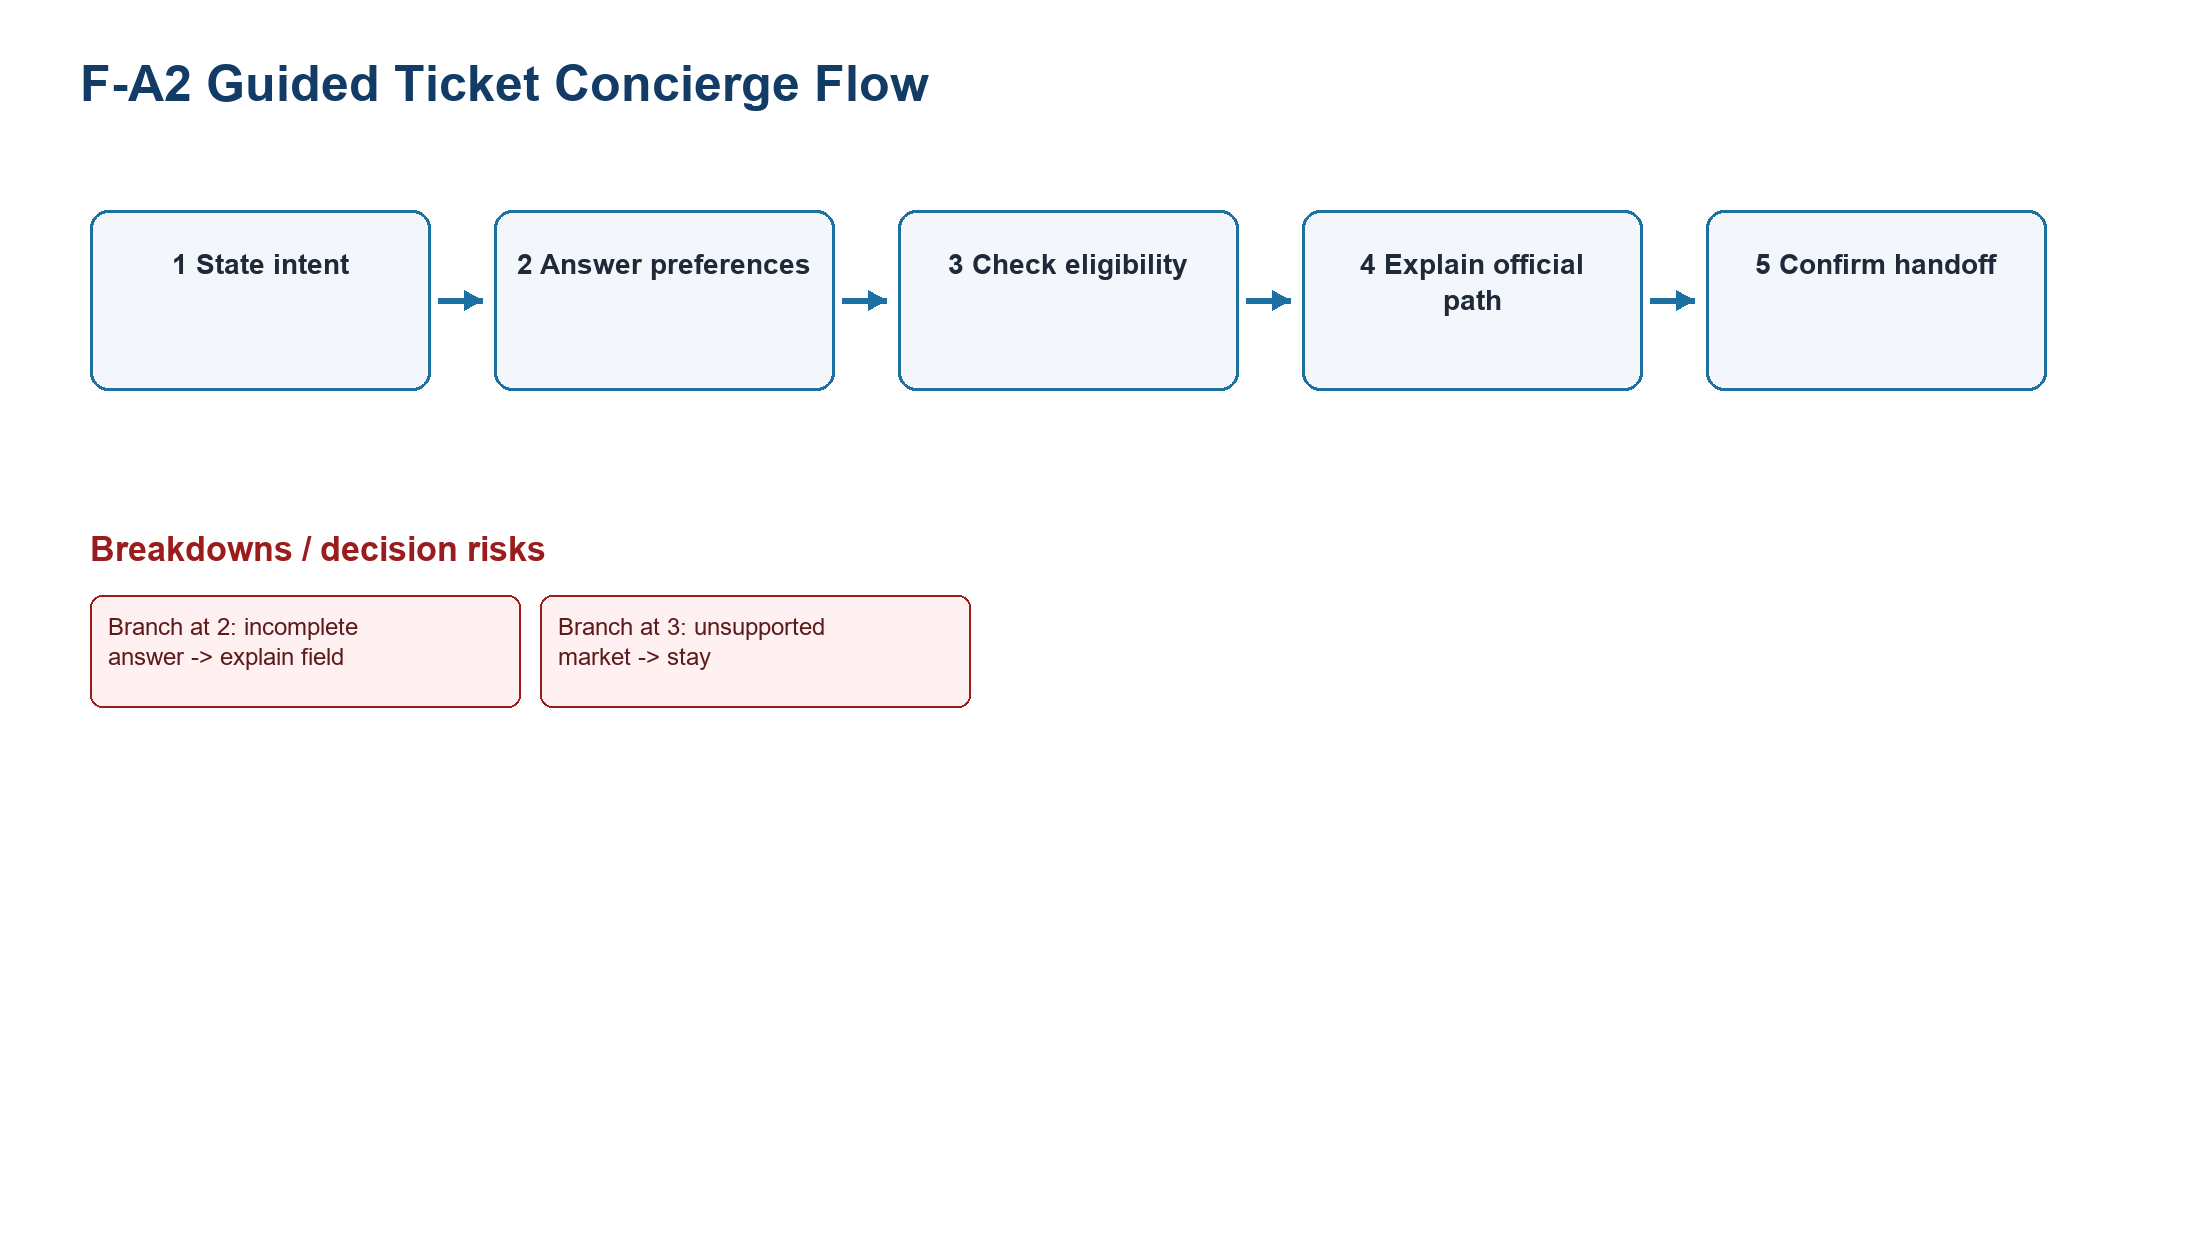 F-A2 Guided Ticket Concierge Flow
1 State intent
2 Answer preferences
3 Check eligibility
4 Explain official
path
5 Confirm handoff
Breakdowns / decision risks
Branch at 2: incomplete
answer -> explain field
Branch at 3: unsupported
market -> stay